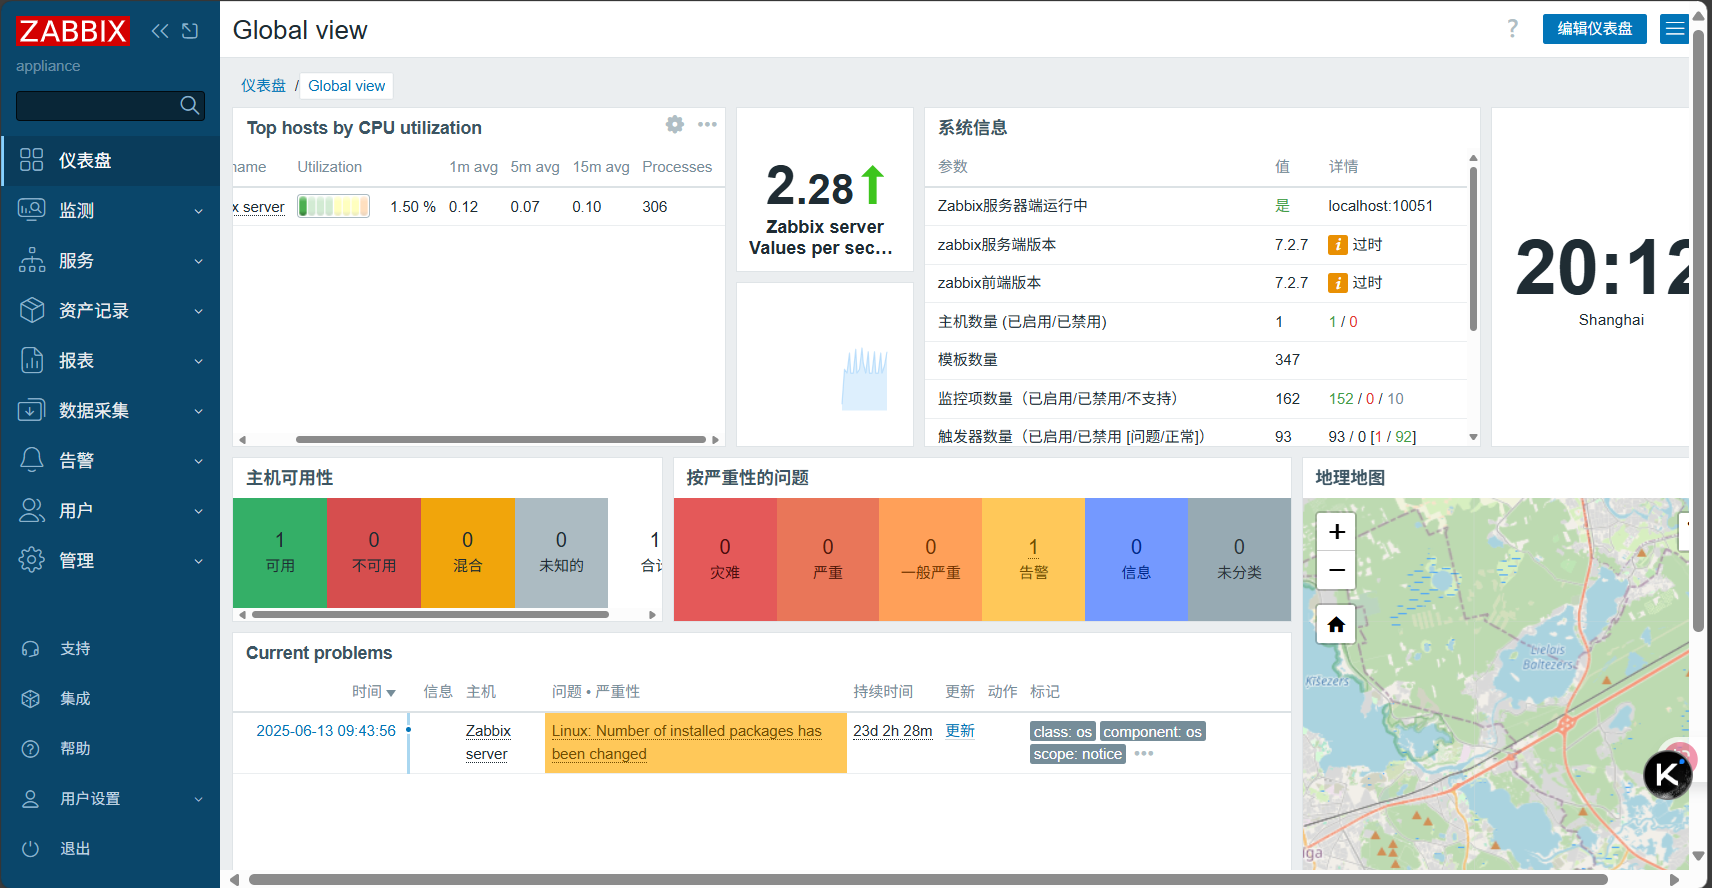 ZABBIX
appliance
仪表盘
监测
服务
资产记录
报表
数据采集
告警
用户
管理
支持
集成
帮助
用户设置
退出
Global view
?
编辑仪表盘
仪表盘 / Global view
Top hosts by CPU utilization
name Utilization 1m avg 5m avg 15m avg Processes
x server 1.50 % 0.12 0.07 0.10 306
2.28
Zabbix server
Values per sec...
系统信息
参数 值 详情
Zabbix服务器端运行中 是 localhost:10051
zabbix服务端版本 7.2.7 i 过时
zabbix前端版本 7.2.7 i 过时
主机数量 (已启用/已禁用) 1 1 / 0
模板数量 347
监控项数量（已启用/已禁用/不支持） 162 152 / 0 / 10
触发器数量（已启用/已禁用 [问题/正常]） 93 93 / 0 [1 / 92]
20:12
Shanghai
主机可用性
1 0 0 0 1
可用 不可用 混合 未知的 合计
按严重性的问题
0 0 0 1 0 0
灾难 严重 一般严重 告警 信息 未分类
地理地图
+
−
Lielais
Baltezers
Ķīšezers
iga
K
Current problems
时间 信息 主机 问题 • 严重性 持续时间 更新 动作 标记
2025-06-13 09:43:56 Zabbix server Linux: Number of installed packages has been changed 23d 2h 28m 更新 class: os component: os
scope: notice •••